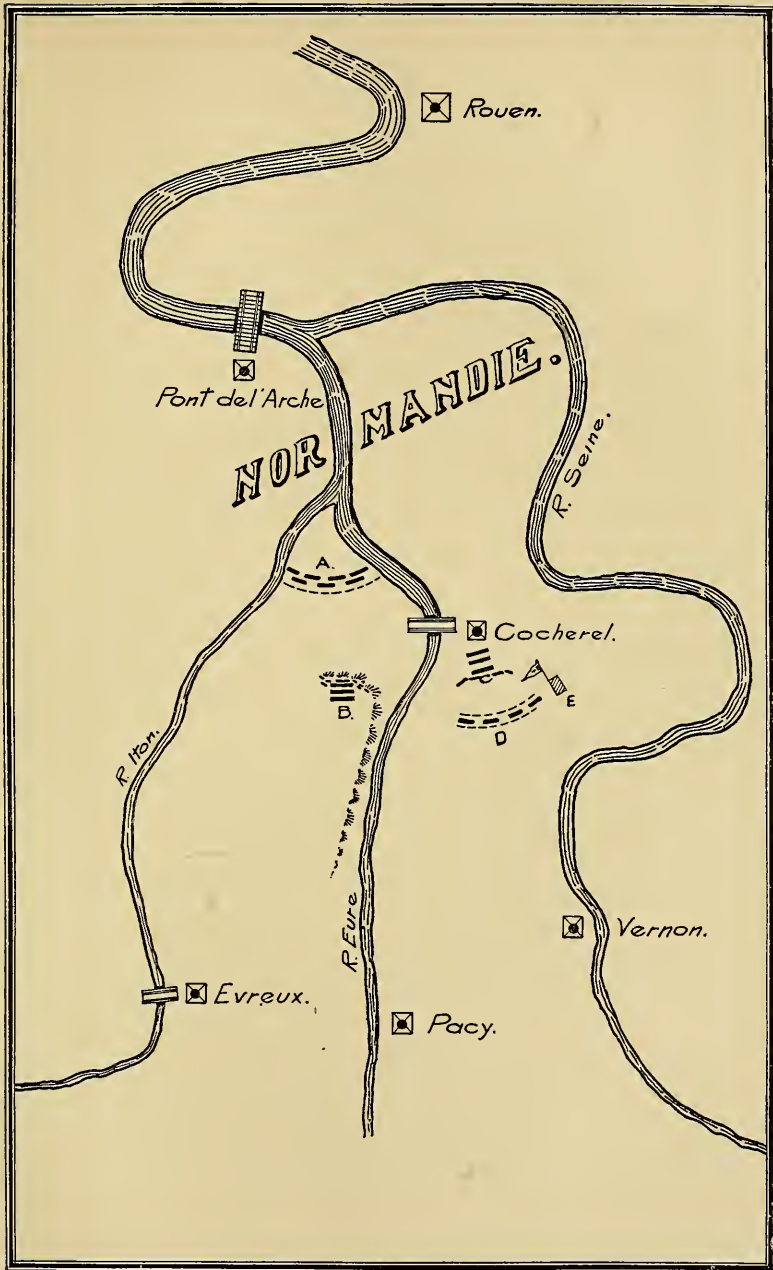 Rouen.
Pont del'Arche
NORMANDIE.
R. Seine.
A.
Cocherel.
B.
E
D
R. Iton.
R. Eure
Vernon.
Evreux.
Pacy.